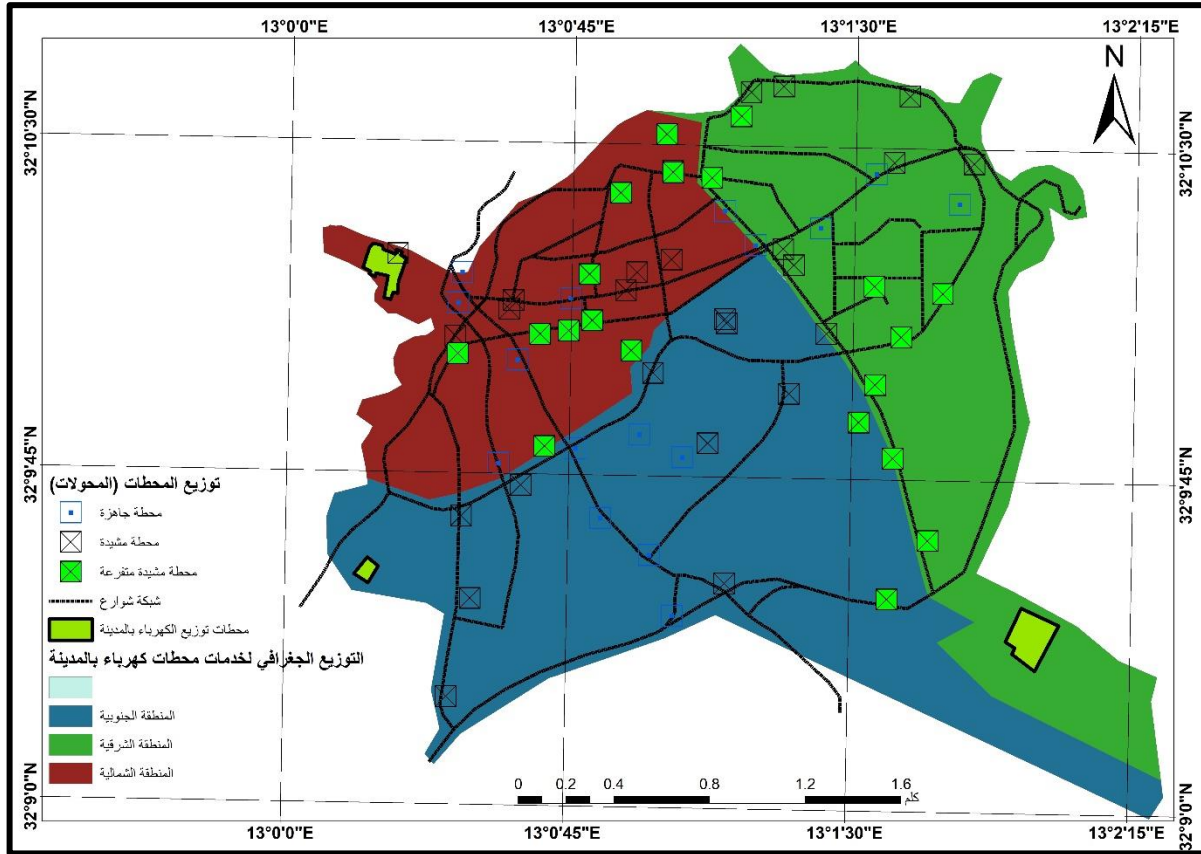 13°0'0"E 13°0'45"E 13°1'30"E 13°2'15"E
N
32°10'30"N 32°10'30"N
32°9'45"N 32°9'45"N
توزيع المحطات (المحولات)
محطة جاهزة
محطة مشيدة
محطة مشيدة متفرعة
شبكة شوارع
محطات توزيع الكهرباء بالمدينة
التوزيع الجغرافي لخدمات محطات كهرباء بالمدينة
المنطقة الجنوبية
المنطقة الشرقية
المنطقة الشمالية
0 0.2 0.4 0.8 1.2 1.6
كلم
32°9'0"N 32°9'0"N
13°0'0"E 13°0'45"E 13°1'30"E 13°2'15"E